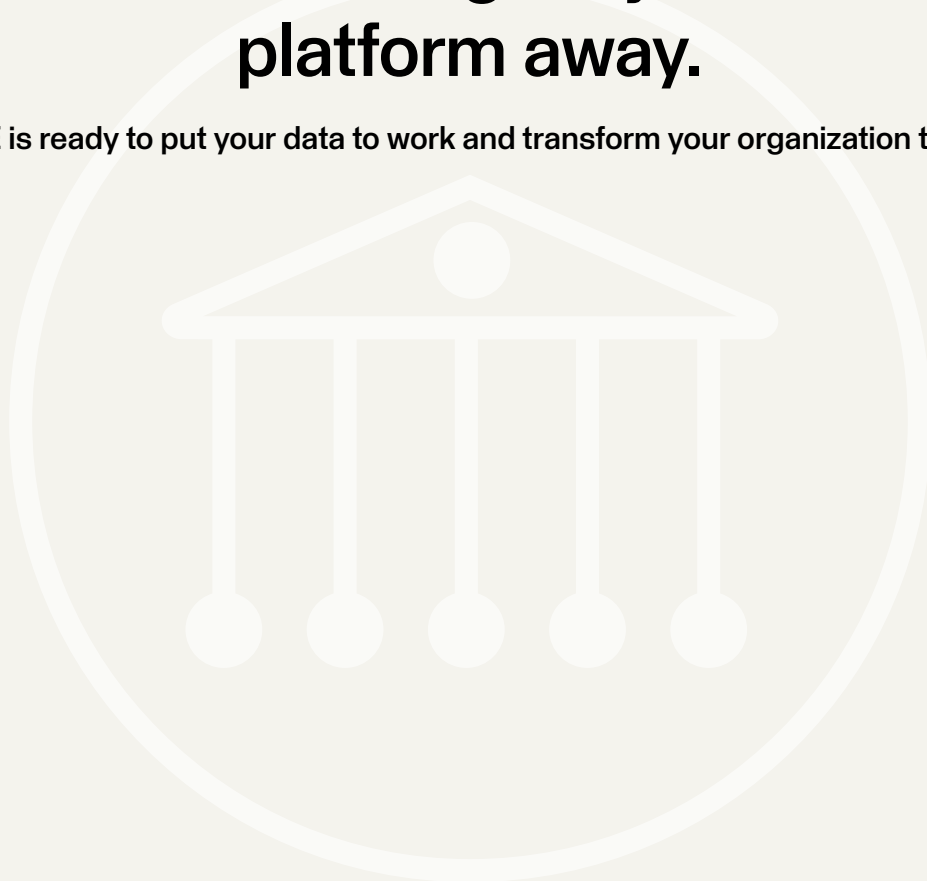 platform away.
is ready to put your data to work and transform your organization